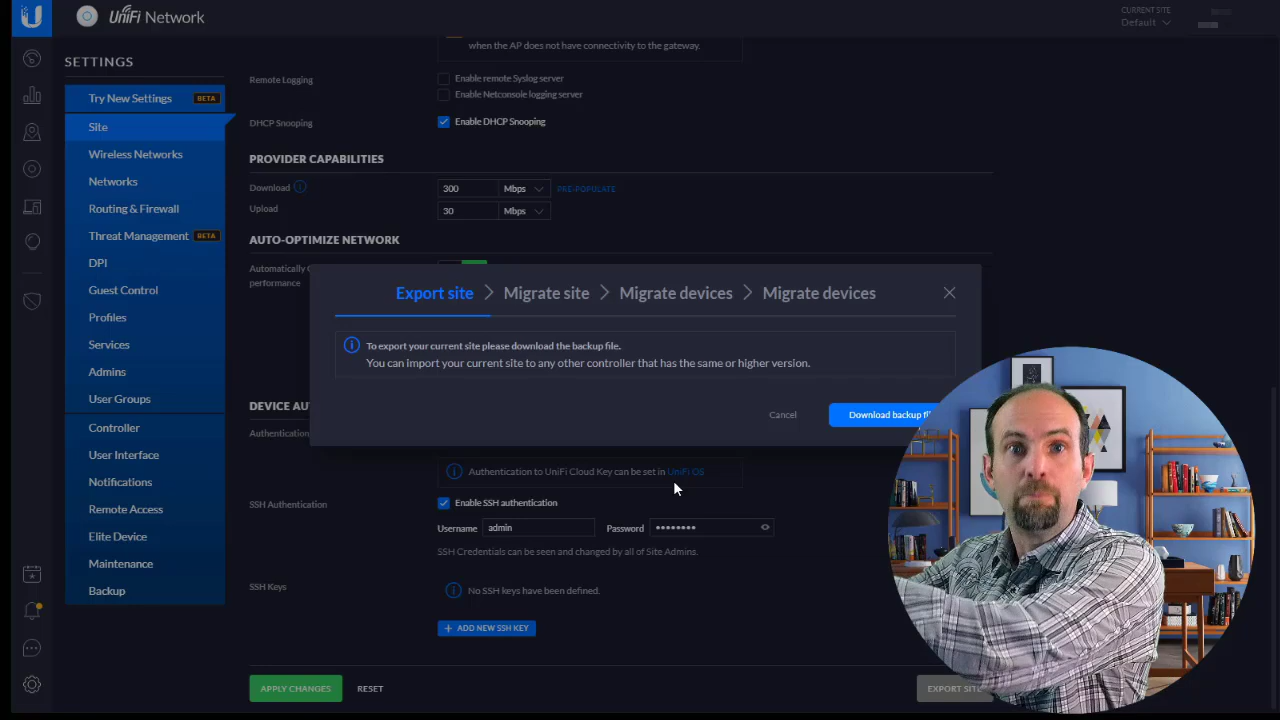 UniFi Network
CURRENT SITE
Default
SETTINGS
Try New Settings BETA
Site
Wireless Networks
Networks
Routing & Firewall
Threat Management BETA
DPI
Guest Control
Profiles
Services
Admins
User Groups
Controller
User Interface
Notifications
Remote Access
Elite Device
Maintenance
Backup
when the AP does not have connectivity to the gateway.
Remote Logging
Enable remote Syslog server
Enable Netconsole logging server
DHCP Snooping
Enable DHCP Snooping
PROVIDER CAPABILITIES
Download 300 Mbps PRE-POPULATE
Upload 30 Mbps
AUTO-OPTIMIZE NETWORK
Automatically
performance
Export site > Migrate site > Migrate devices > Migrate devices
To export your current site please download the backup file.
You can import your current site to any other controller that has the same or higher version.
Cancel
Download backup
DEVICE AU
Authentication
Authentication to UniFi Cloud Key can be set in UniFi OS
SSH Authentication
Enable SSH authentication
Username admin Password ••••••••
SSH Credentials can be seen and changed by all of Site Admins.
SSH Keys
No SSH keys have been defined.
+ ADD NEW SSH KEY
APPLY CHANGES
RESET
EXPORT SITE